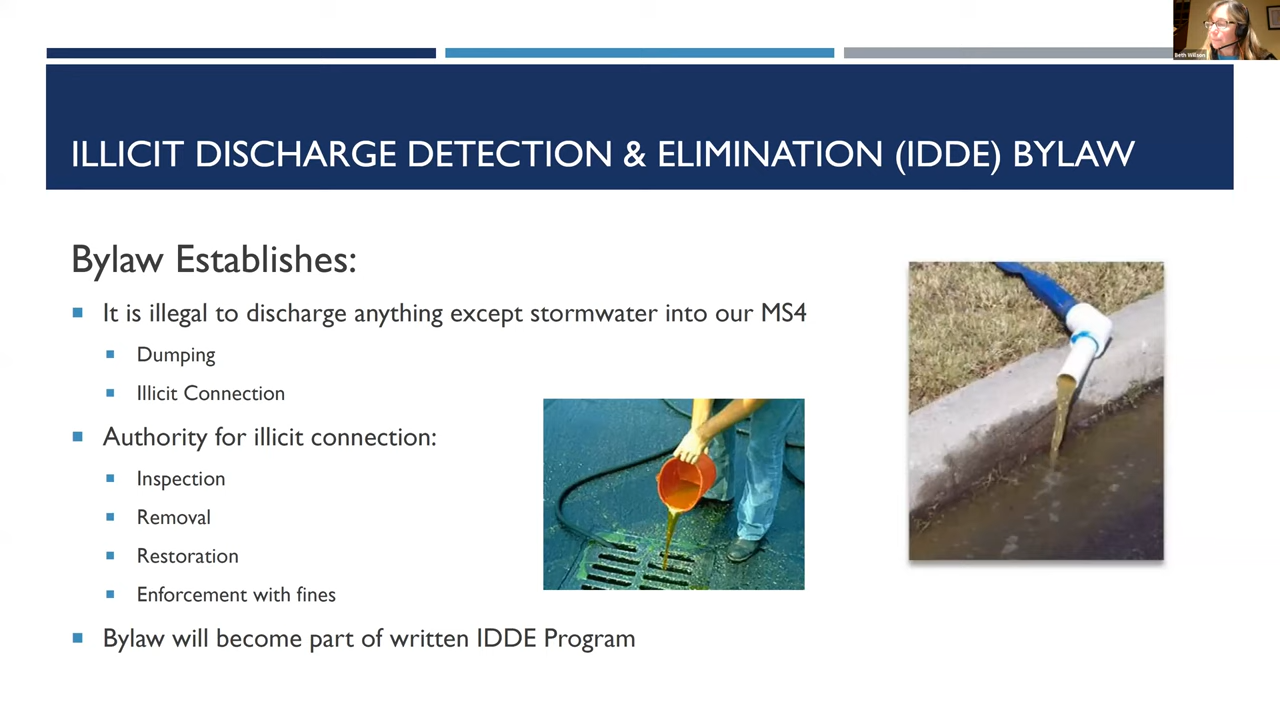 ILLICIT DISCHARGE DETECTION & ELIMINATION (IDDE) BYLAW
Bylaw Establishes:
It is illegal to discharge anything except stormwater into our MS4
Dumping
Illicit Connection
Authority for illicit connection:
Inspection
Removal
Restoration
Enforcement with fines
Bylaw will become part of written IDDE Program
Beth Willson